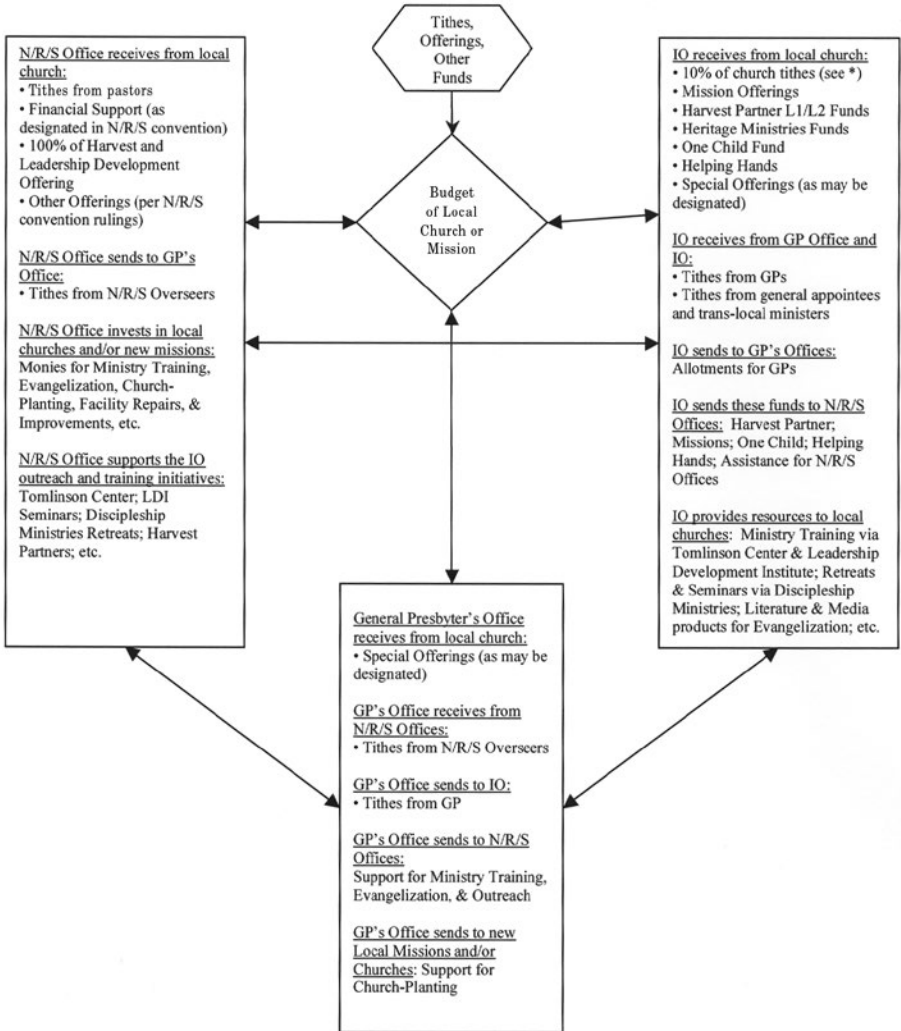 Tithes,
Offerings,
Other
Funds
N/R/S Office receives from local
church:
• Tithes from pastors
• Financial Support (as
designated in N/R/S convention)
• 100% of Harvest and
Leadership Development
Offering
• Other Offerings (per N/R/S
convention rulings)
N/R/S Office sends to GP's
Office:
• Tithes from N/R/S Overseers
N/R/S Office invests in local
churches and/or new missions:
Monies for Ministry Training,
Evangelization, Church-
Planting, Facility Repairs, &
Improvements, etc.
N/R/S Office supports the IO
outreach and training initiatives:
Tomlinson Center; LDI
Seminars; Discipleship
Ministries Retreats; Harvest
Partners; etc.
Budget
of Local
Church or
Mission
IO receives from local church:
• 10% of church tithes (see *)
• Mission Offerings
• Harvest Partner L1/L2 Funds
• Heritage Ministries Funds
• One Child Fund
• Helping Hands
• Special Offerings (as may be
designated)
IO receives from GP Office and
IO:
• Tithes from GPs
• Tithes from general appointees
and trans-local ministers
IO sends to GP's Offices:
Allotments for GPs
IO sends these funds to N/R/S
Offices: Harvest Partner;
Missions; One Child; Helping
Hands; Assistance for N/R/S
Offices
IO provides resources to local
churches: Ministry Training via
Tomlinson Center & Leadership
Development Institute; Retreats
& Seminars via Discipleship
Ministries; Literature & Media
products for Evangelization; etc.
General Presbyter's Office
receives from local church:
• Special Offerings (as may be
designated)
GP's Office receives from
N/R/S Offices:
• Tithes from N/R/S Overseers
GP's Office sends to IO:
• Tithes from GP
GP's Office sends to N/R/S
Offices:
Support for Ministry Training,
Evangelization, & Outreach
GP's Office sends to new
Local Missions and/or
Churches: Support for
Church-Planting